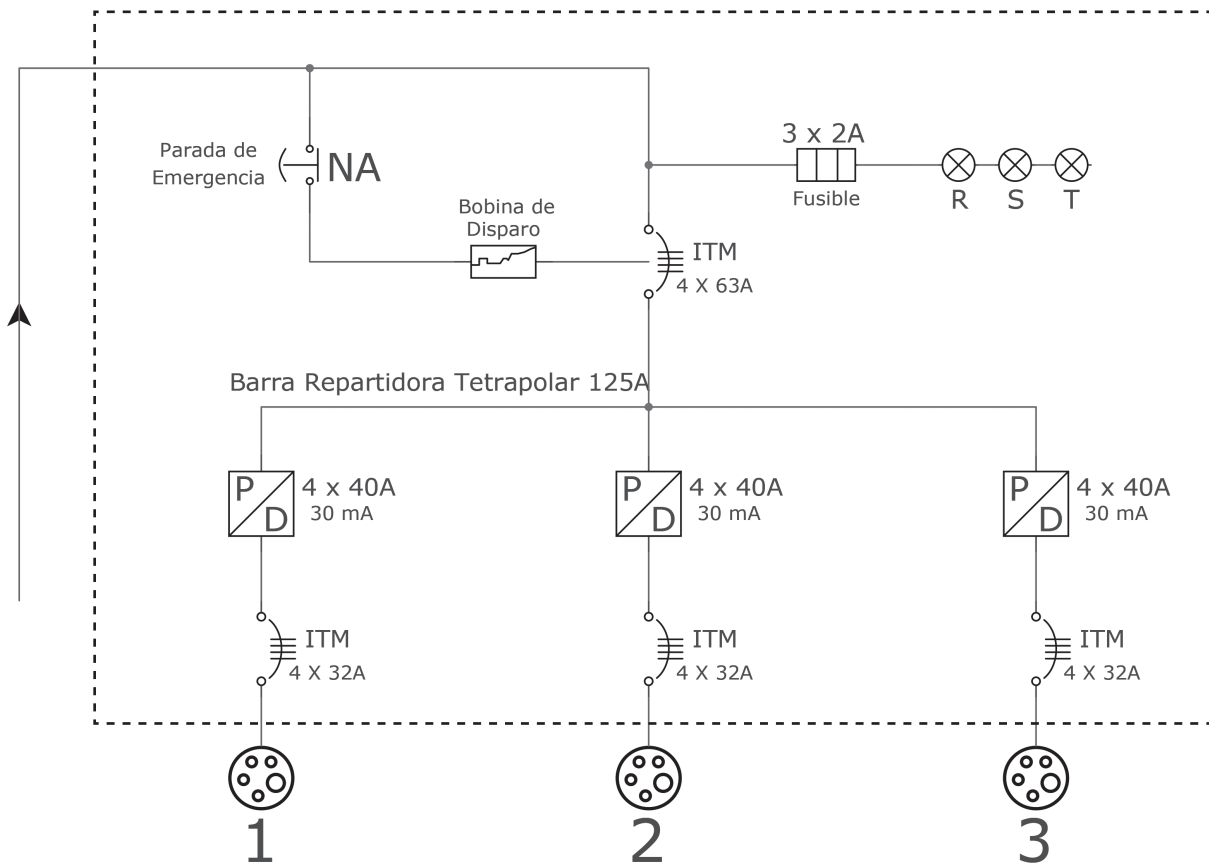 3 x 2A
Parada de
Emergencia
NA
Fusible
R S T
Bobina de
Disparo
ITM
4 X 63A
Barra Repartidora Tetrapolar 125A
P
D
4 x 40A
30 mA
P
D
4 x 40A
30 mA
P
D
4 x 40A
30 mA
ITM
4 X 32A
ITM
4 X 32A
ITM
4 X 32A
1
2
3